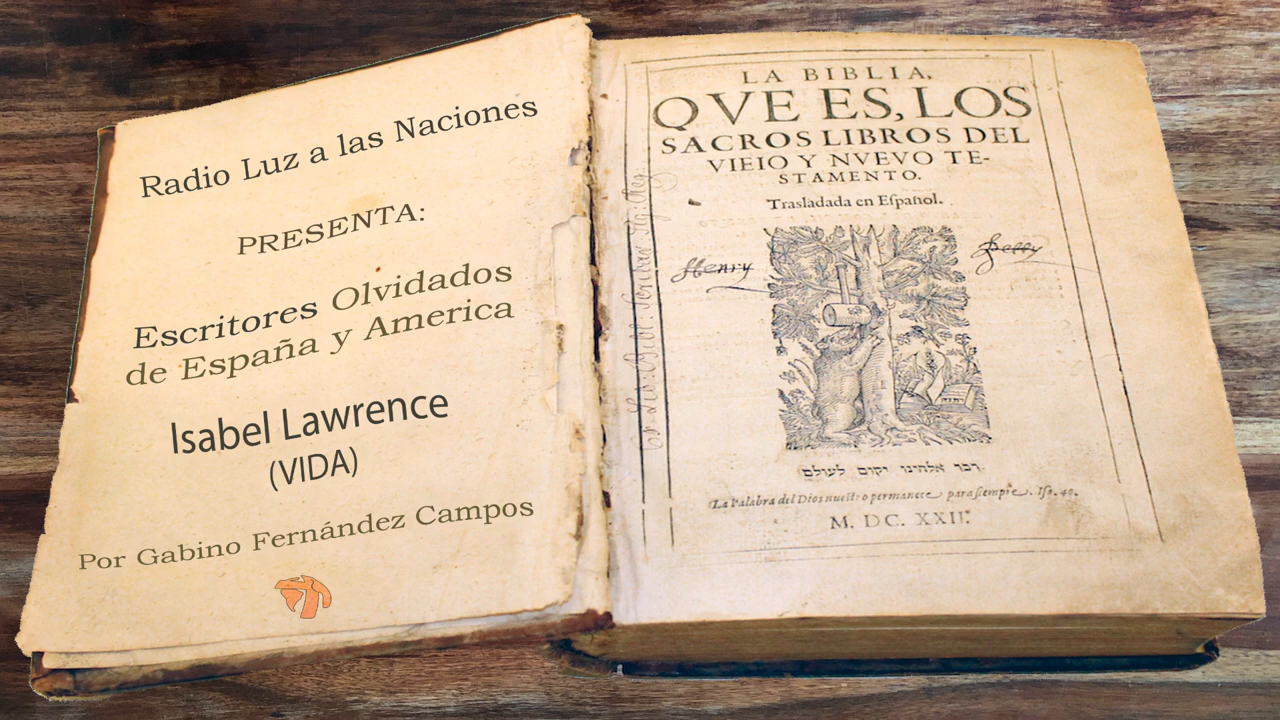 Radio Luz a las Naciones
PRESENTA:
Escritores Olvidados
de España y America
Isabel Lawrence
(VIDA)
Por Gabino Fernández Campos
LA BIBLIA,
QVE ES, LOS
SACROS LIBROS DEL
VIEIO Y NVEVO TE-
STAMENTO.
Trasladada en Español.
Henry
דבר אלהינו יקום לעולם
La Palabra del Dios nuestro permanece para siempre. Isa. 40.
M. DC. XXII.